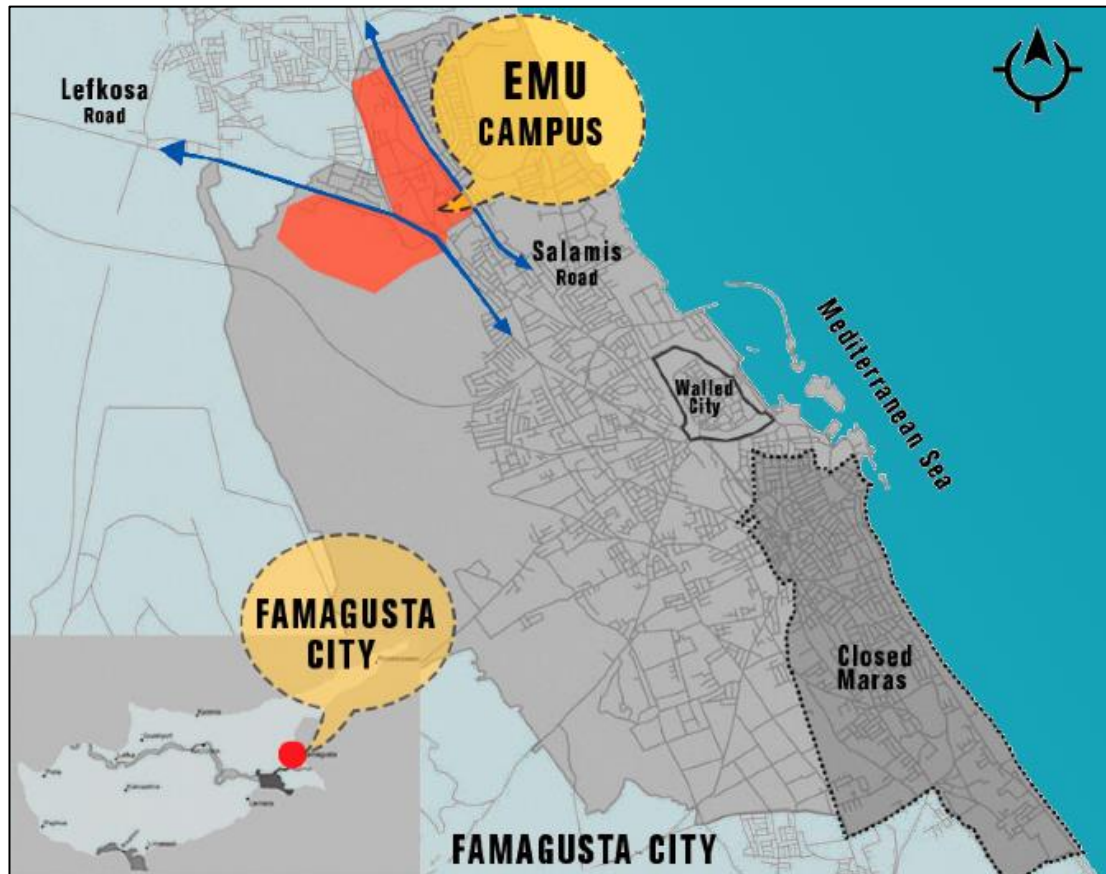 EMU
CAMPUS
Lefkosa
Road
Salamis
Road
Mediterranean Sea
Walled
City
FAMAGUSTA
CITY
Closed
Maras
FAMAGUSTA CITY